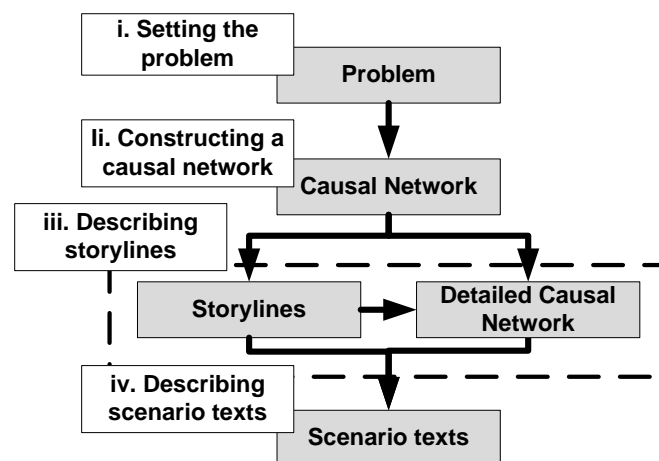 i. Setting the
problem
Problem
Ii. Constructing a
causal network
Causal Network
iii. Describing
storylines
Storylines
Detailed Causal
Network
iv. Describing
scenario texts
Scenario texts